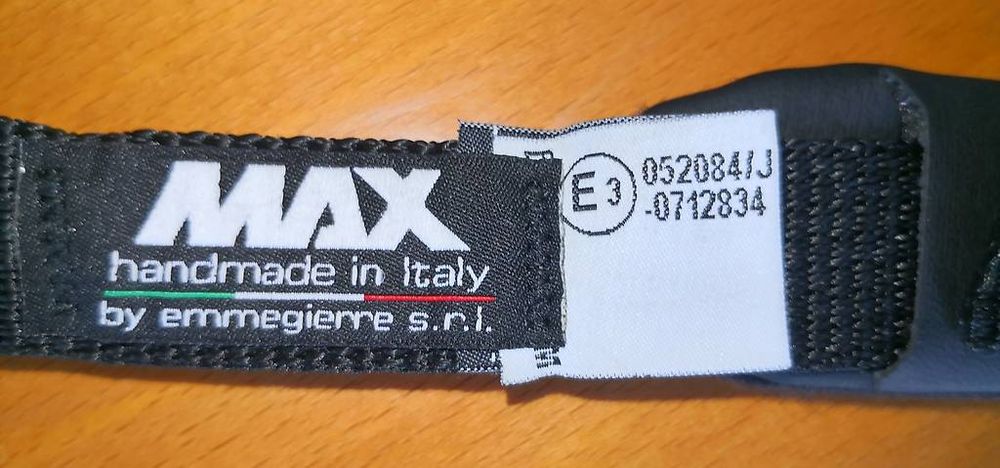 MAX
handmade in Italy
by emmegierre s.r.l.
E3
052084/J
-0712834